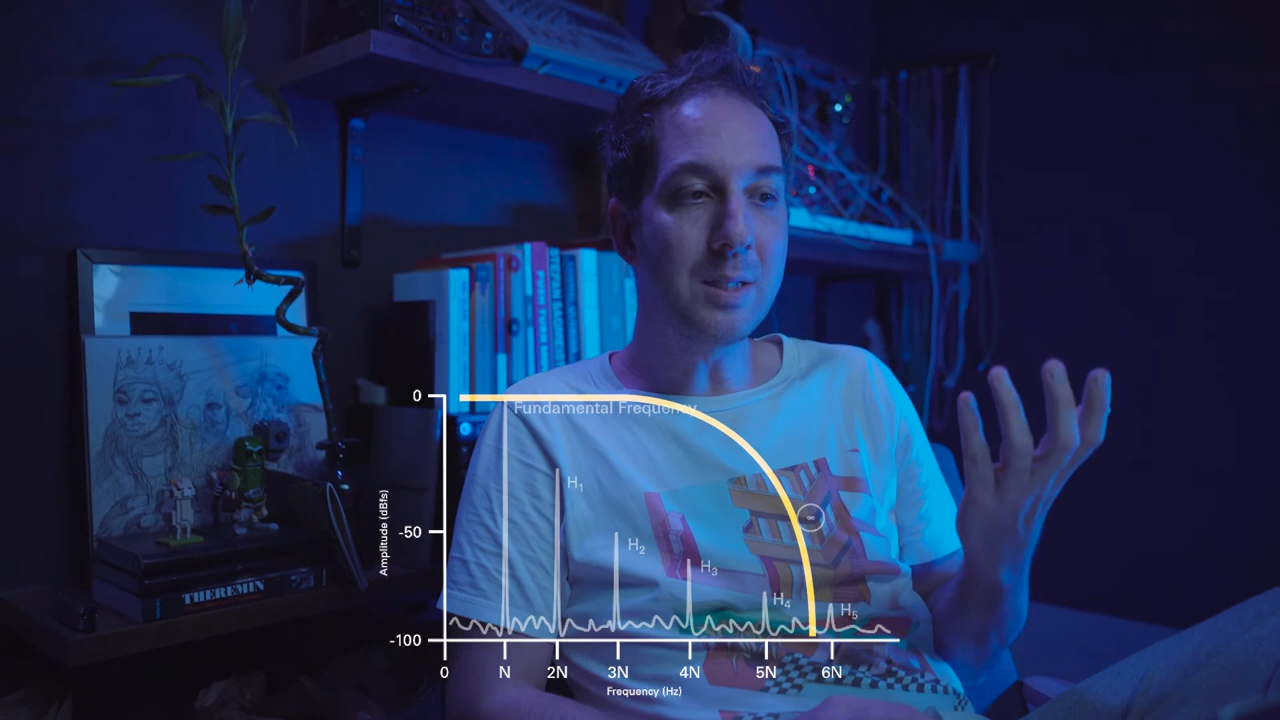 0
Fundamental Frequency
H1
-50
H2
H3
H4
H5
-100
Amplitude (dBfs)
0 N 2N 3N 4N 5N 6N
Frequency (Hz)
THEREMIN